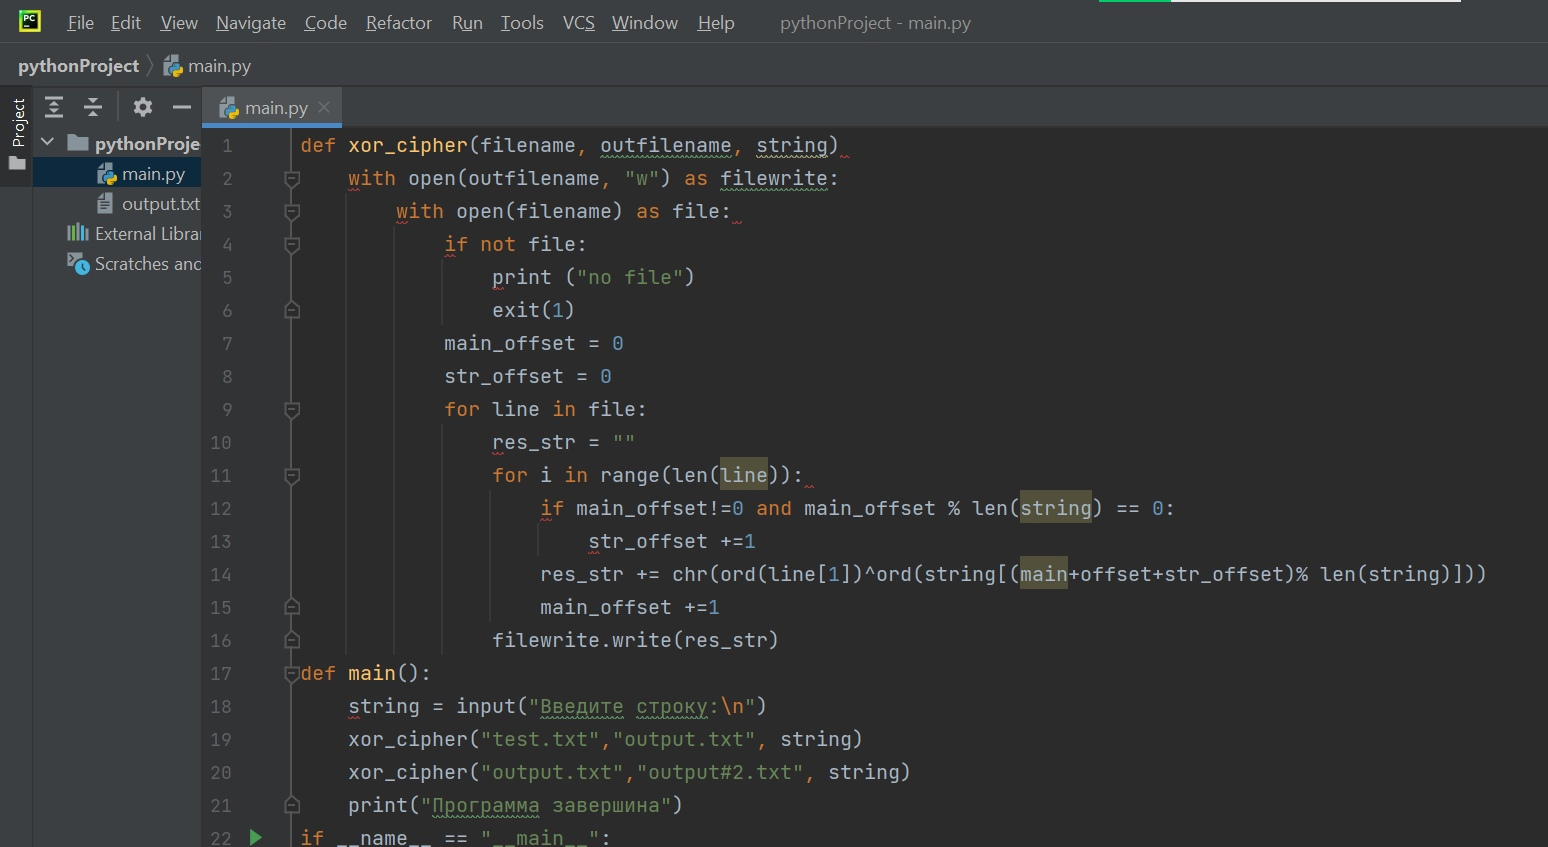 PC File Edit View Navigate Code Refactor Run Tools VCS Window Help pythonProject - main.py
pythonProject main.py
Project
main.py
pythonProje
main.py
output.txt
External Libra
Scratches and
1 def xor_cipher(filename, outfilename, string)
2 with open(outfilename, "w") as filewrite:
3 with open(filename) as file:
4 if not file:
5 print ("no file")
6 exit(1)
7 main_offset = 0
8 str_offset = 0
9 for line in file:
10 res_str = ""
11 for i in range(len(line)):
12 if main_offset!=0 and main_offset % len(string) == 0:
13 str_offset +=1
14 res_str += chr(ord(line[1])^ord(string[(main+offset+str_offset)% len(string)]))
15 main_offset +=1
16 filewrite.write(res_str)
17 def main():
18 string = input("Введите строку:\n")
19 xor_cipher("test.txt","output.txt", string)
20 xor_cipher("output.txt","output#2.txt", string)
21 print("Программа завершина")
22 if __name__ == "__main__":